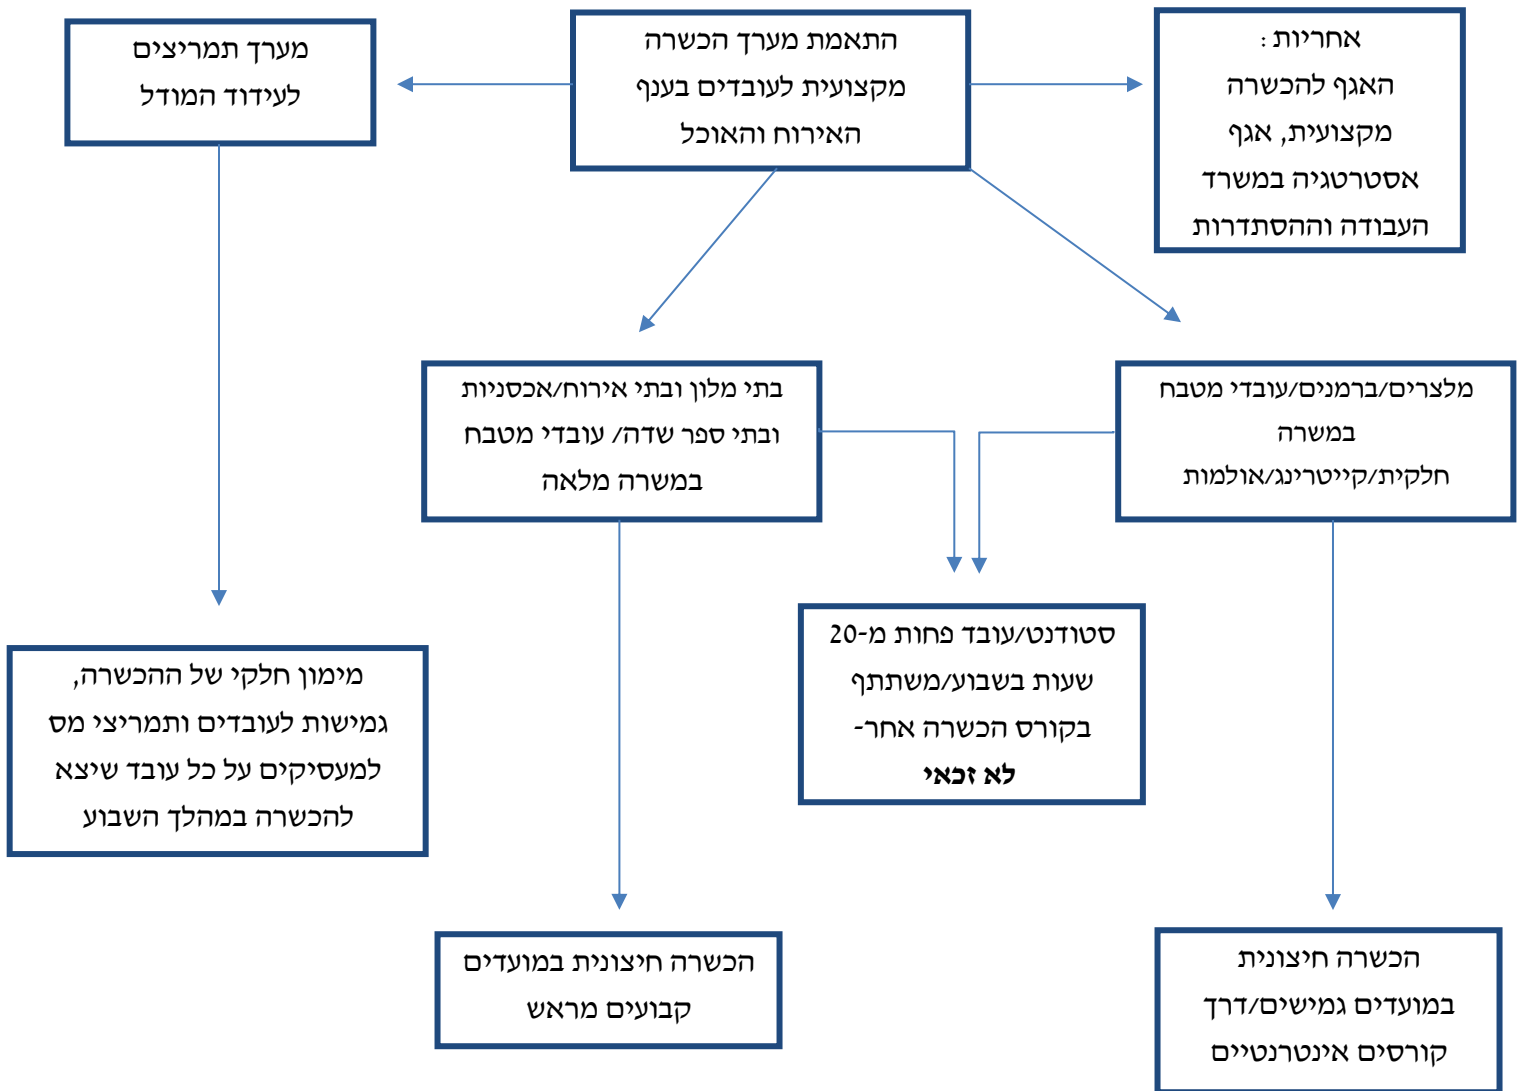 אחריות :
האגף להכשרה
מקצועית, אגף
אסטרטגיה במשרד
העבודה וההסתדרות
התאמת מערך הכשרה
מקצועית לעובדים בענף
האירוח והאוכל
מערך תמריצים
לעידוד המודל
מלצרים/ברמנים/עובדי מטבח
במשרה
חלקית/קייטרינג/אולמות
בתי מלון ובתי אירוח/אכסניות
ובתי ספר שדה/ עובדי מטבח
במשרה מלאה
סטודנט/עובד פחות מ-20
שעות בשבוע/משתתף
בקורס הכשרה אחר-
לא זכאי
מימון חלקי של ההכשרה,
גמישות לעובדים ותמריצי מס
למעסיקים על כל עובד שיצא
להכשרה במהלך השבוע
הכשרה חיצונית
במועדים גמישים/דרך
קורסים אינטרנטיים
הכשרה חיצונית במועדים
קבועים מראש